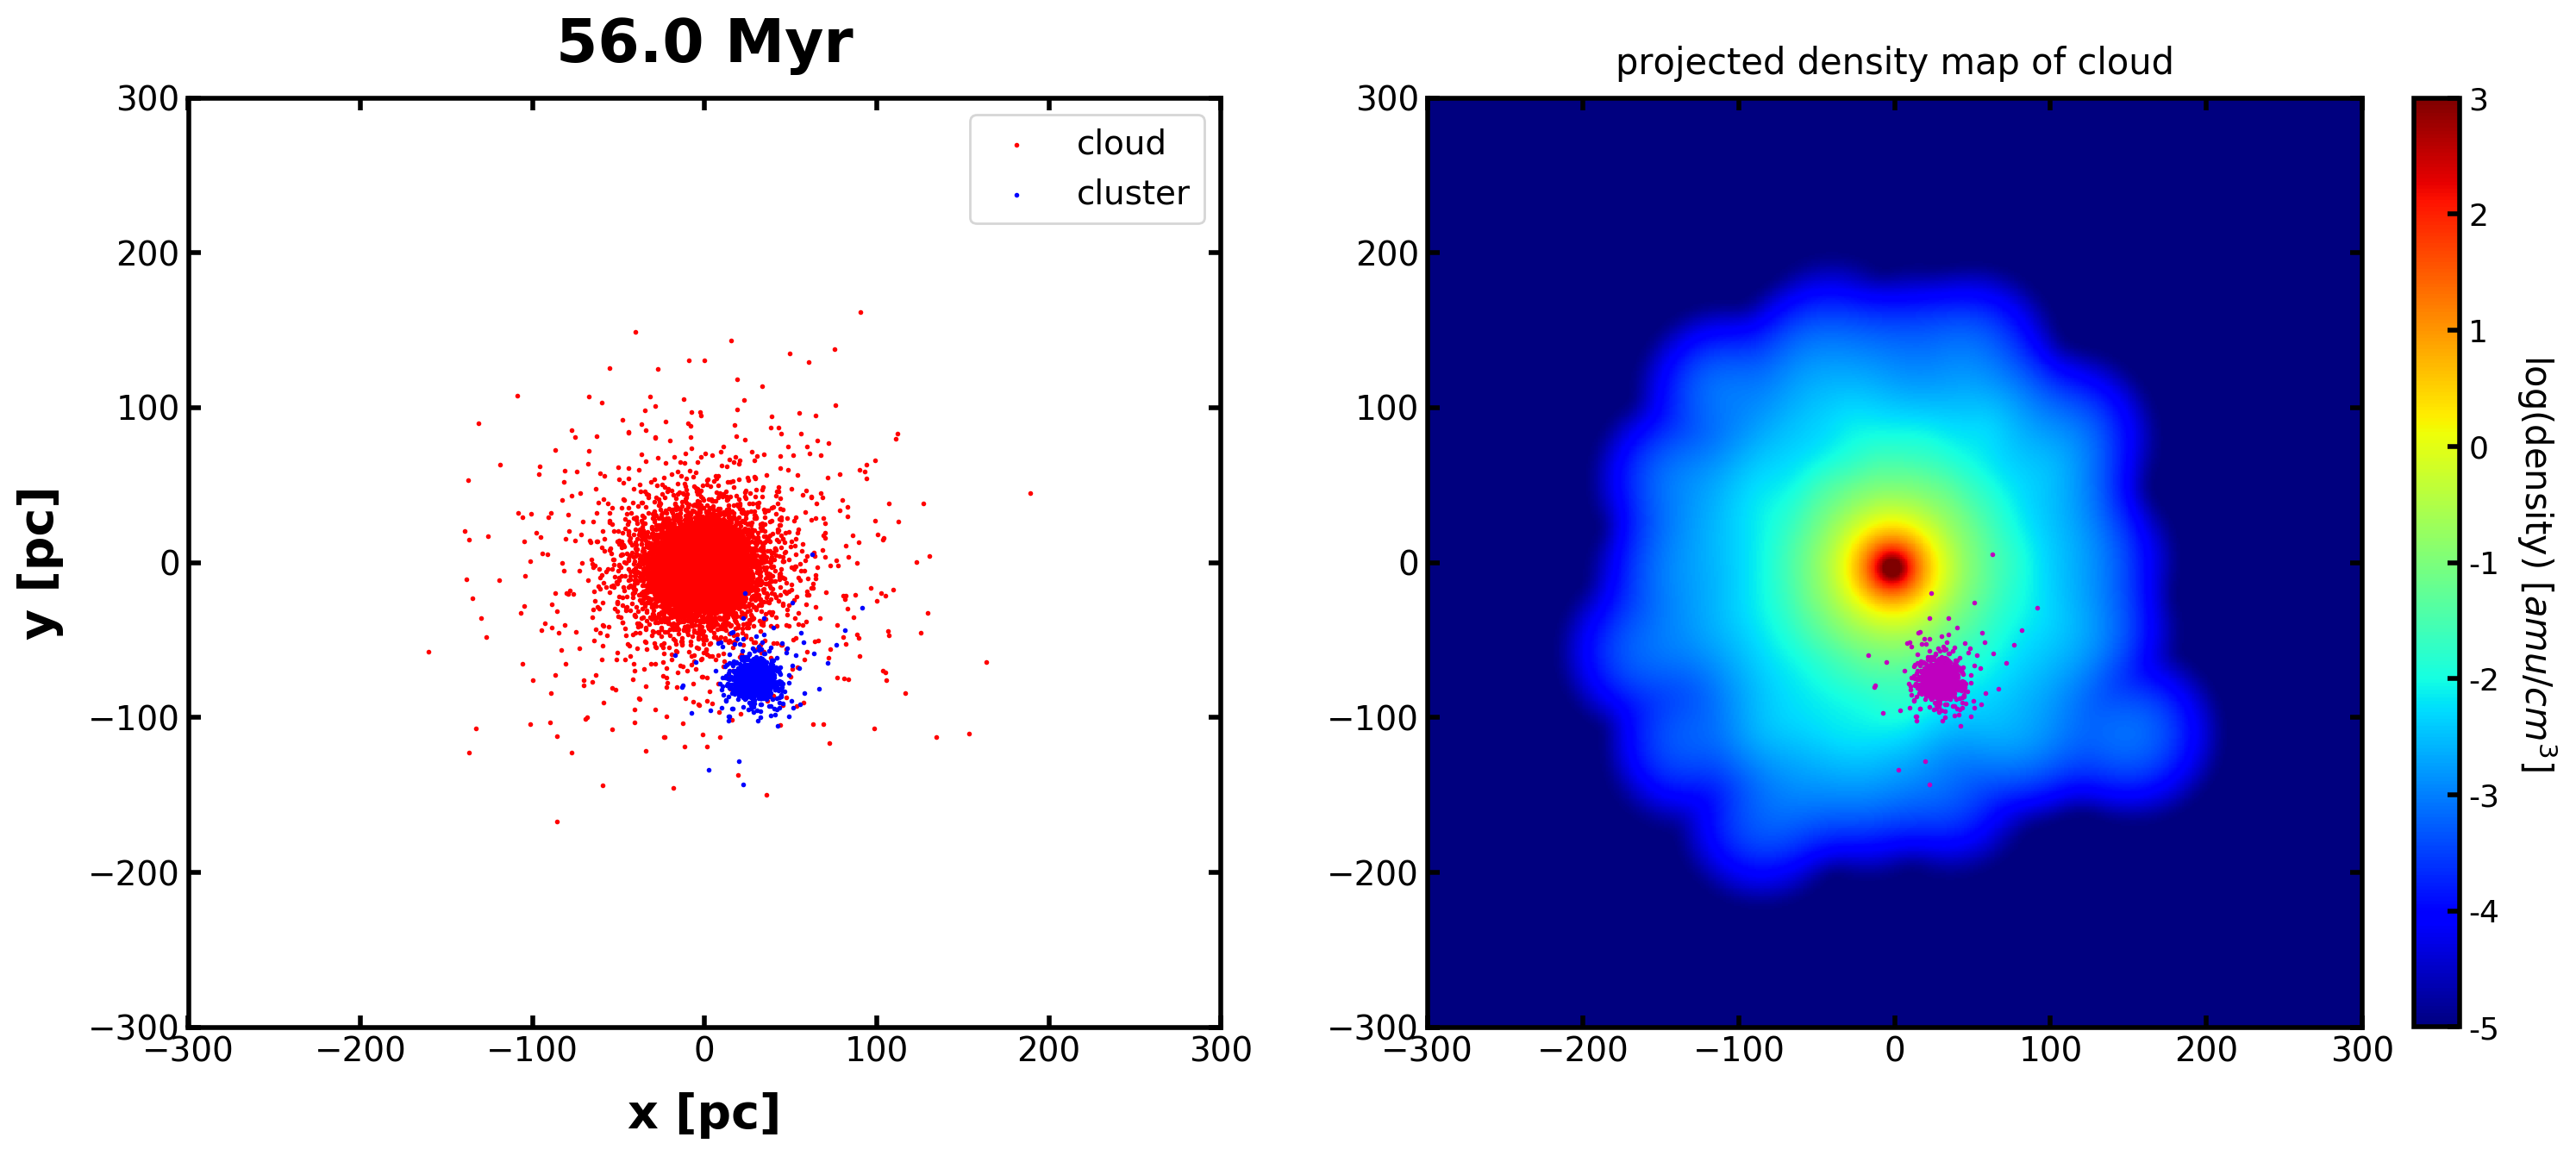 56.0 Myr
300
200
100
0
−100
−200
−300
−300 −200 −100 0 100 200 300
y [pc]
x [pc]
cloud
cluster
projected density map of cloud
300
200
100
0
−100
−200
−300
−300 −200 −100 0 100 200 300
3
2
1
0
-1
-2
-3
-4
-5
log(density) [amu/cm³]